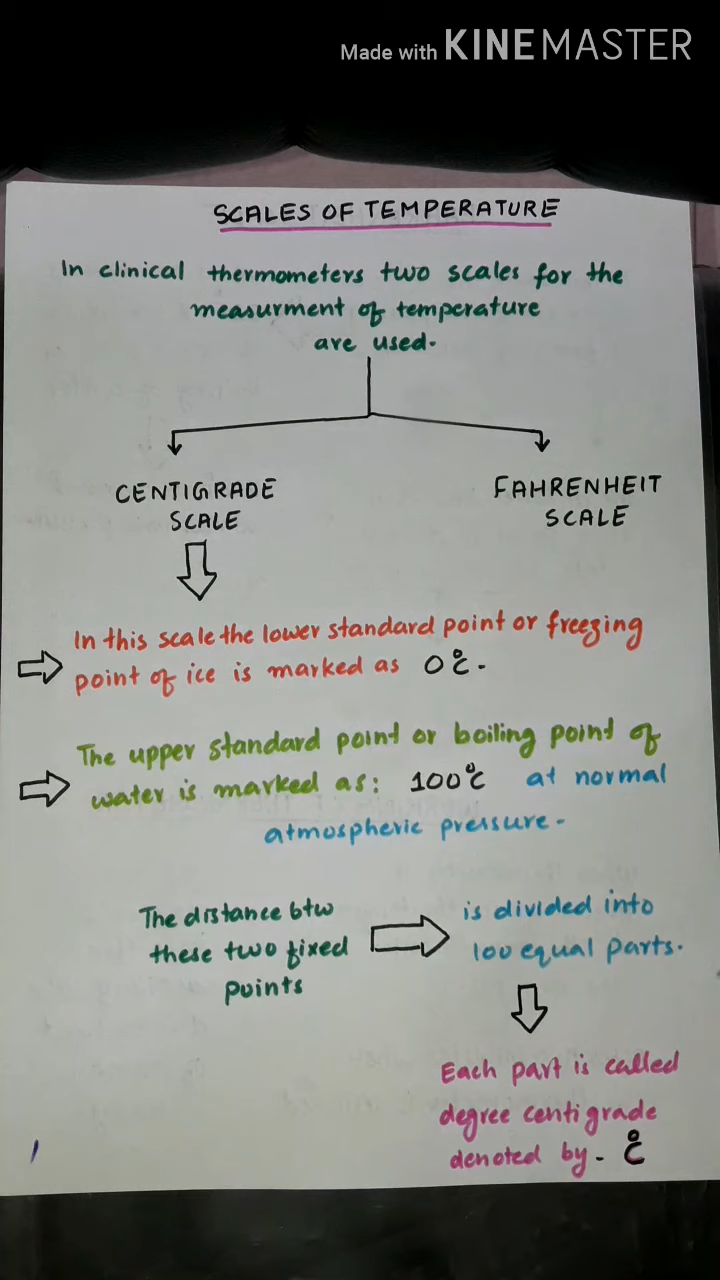 Made with KINEMASTER
SCALES OF TEMPERATURE
In clinical thermometers two scales for the
measurment of temperature
are used.
CENTIGRADE
SCALE
FAHRENHEIT
SCALE
In this scale the lower standard point or freezing
point of ice is marked as 0°C.
The upper standard point or boiling point of
water is marked as: 100°C at normal
atmospheric pressure.
The distance btw
these two fixed
points
is divided into
100 equal parts.
Each part is called
degree centigrade
denoted by. °C
1